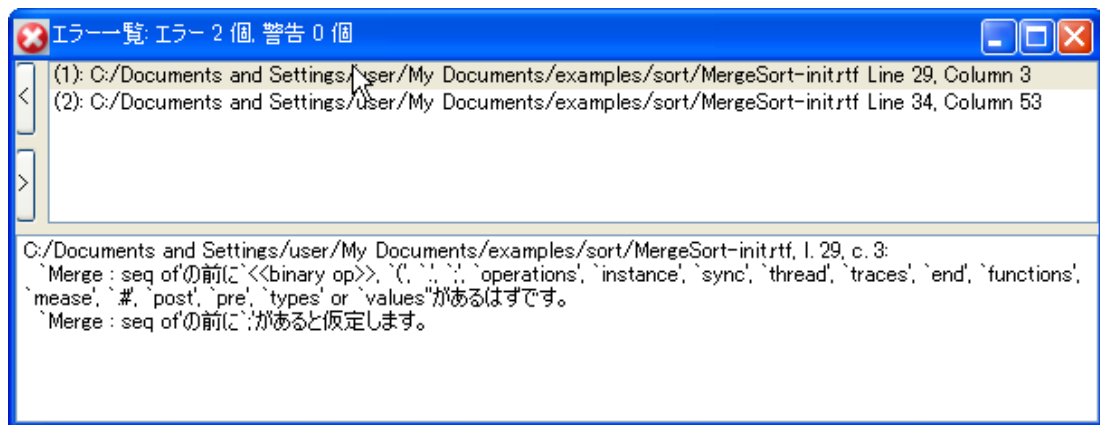 エラー一覧: エラー 2 個, 警告 0 個
(1): C:/Documents and Settings/user/My Documents/examples/sort/MergeSort-init.rtf Line 29, Column 3
(2): C:/Documents and Settings/user/My Documents/examples/sort/MergeSort-init.rtf Line 34, Column 53
<
>
C:/Documents and Settings/user/My Documents/examples/sort/MergeSort-init.rtf, l. 29, c. 3:
`Merge : seq of'の前に`<<binary op>>, `(', `.', `;', `operations', `instance', `sync', `thread', `traces', `end', `functions',
`mease', `#', `post', `pre', `types' or `values''があるはずです。
`Merge : seq of'の前に`;'があると仮定します。